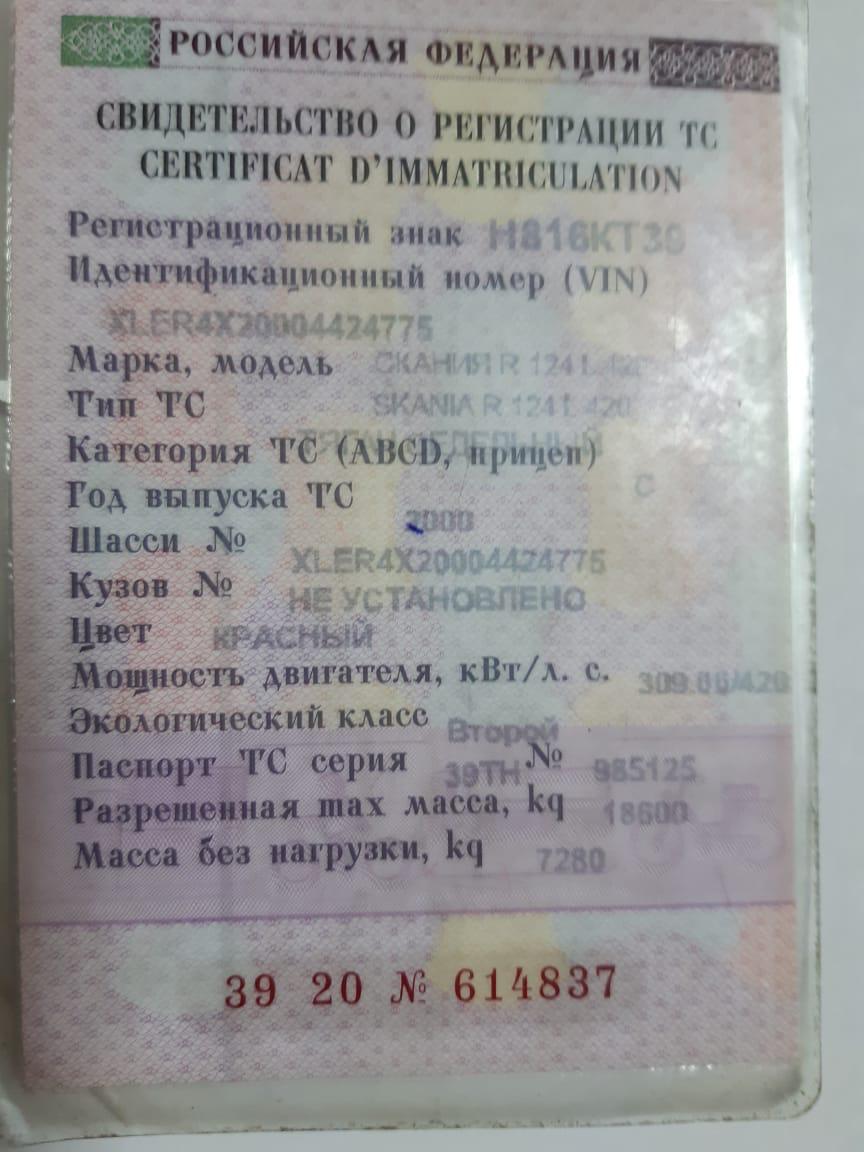 РОССИЙСКАЯ ФЕДЕРАЦИЯ
СВИДЕТЕЛЬСТВО О РЕГИСТРАЦИИ ТС
CERTIFICAT D'IMMATRICULATION
Регистрационный знак Н816КТ39
Идентификационный номер (VIN)
XLER4X20004424775
Марка, модель СКАНИЯ R 124 L 420
Тип ТС SKANIA R 124 L 420
ТЯГАЧ СЕДЕЛЬНЫЙ
Категория ТС (ABCD, прицеп) C
Год выпуска ТС 2000
Шасси № XLER4X20004424775
Кузов № НЕ УСТАНОВЛЕНО
Цвет КРАСНЫЙ
Мощность двигателя, кВт/л. с. 309.00/420
Экологический класс Второй
Паспорт ТС серия 39ТН № 985125
Разрешенная max масса, kg 18600
Масса без нагрузки, kg 7280
39 20 № 614837